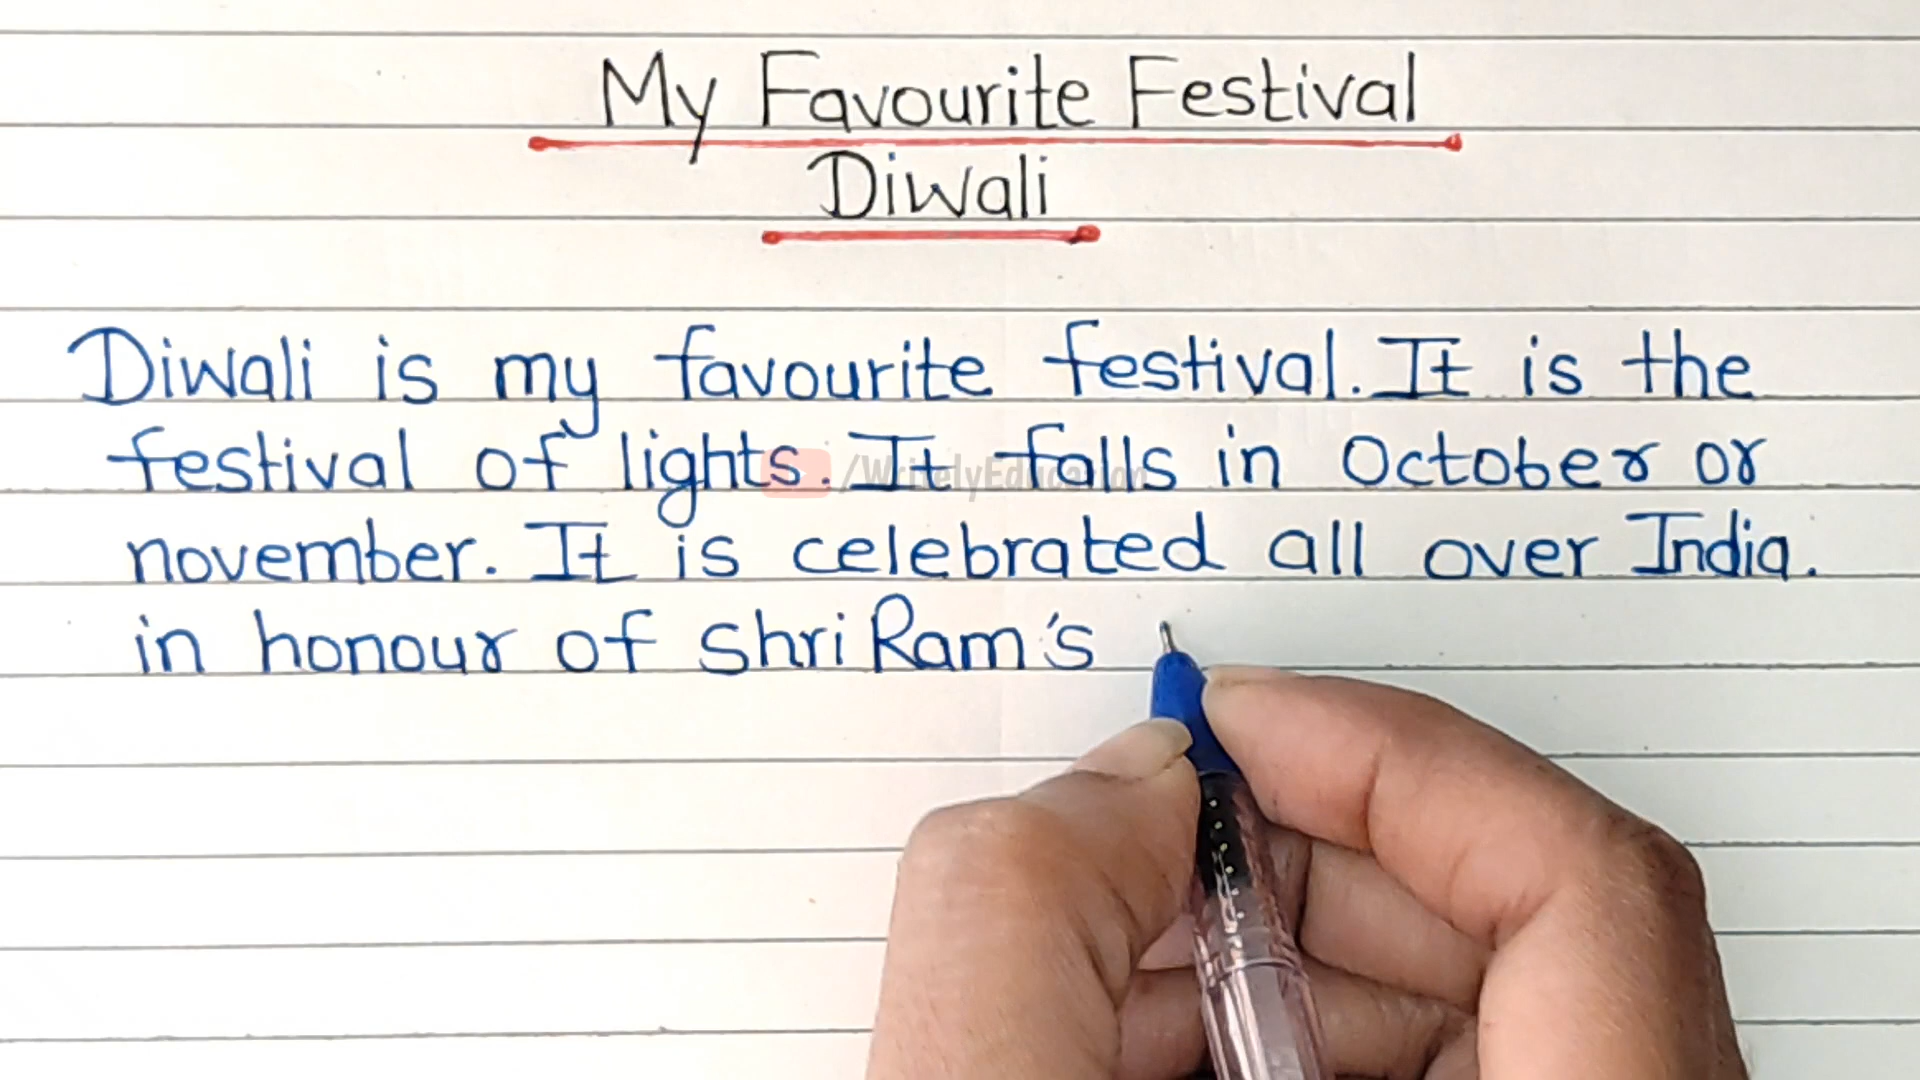 My Favourite Festival
Diwali
Diwali is my favourite festival. It is the
festival of lights. It falls in October or
november. It is celebrated all over India.
in honour of Shri Ram's
/WritelyEducation